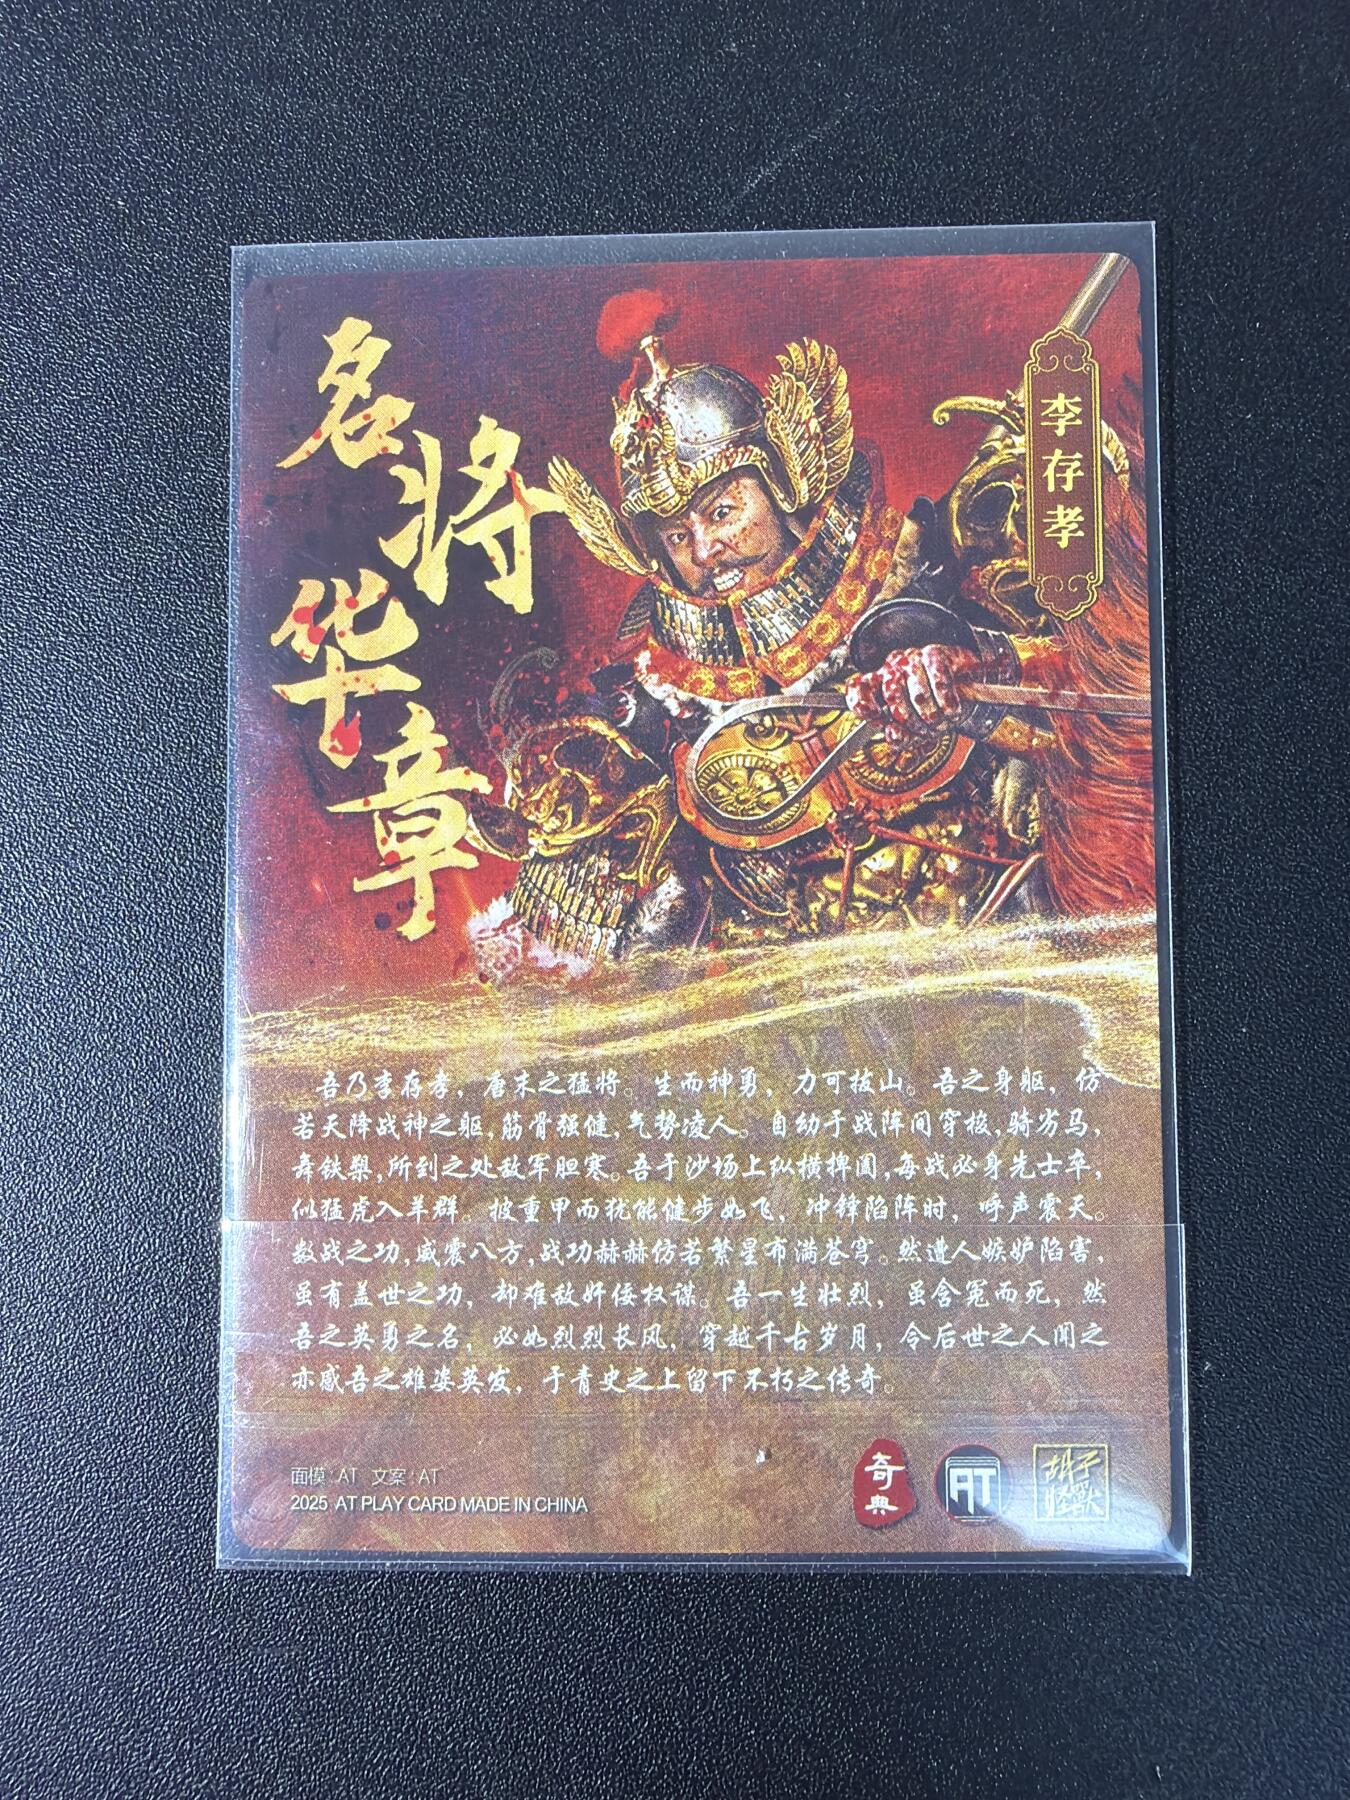 名将华章
李存孝
吾乃李存孝，唐末之猛将。生而神勇，力可拔山。吾之身躯，仿
若天降战神之躯，筋骨强健，气势凌人。自幼于战阵间穿梭，骑劣马，
舞铁槊，所到之处敌军胆寒。吾于沙场上纵横捭阖，每战必身先士卒，
似猛虎入羊群。披重甲而犹能健步如飞，冲锋陷阵时，呼声震天。
数战之功，威震八方，战功赫赫仿若繁星布满苍穹。然遭人嫉妒陷害，
虽有盖世之功，却难敌奸佞权谋。吾一生壮烈，虽含冤而死，然
吾之英勇之名，必如烈烈长风，穿越千古岁月，令后世之人闻之
亦感吾之雄姿英发，于青史之上留下不朽之传奇。
面模：AT 文案：AT
2025 AT PLAY CARD MADE IN CHINA
奇典
AT
胡子怪兽